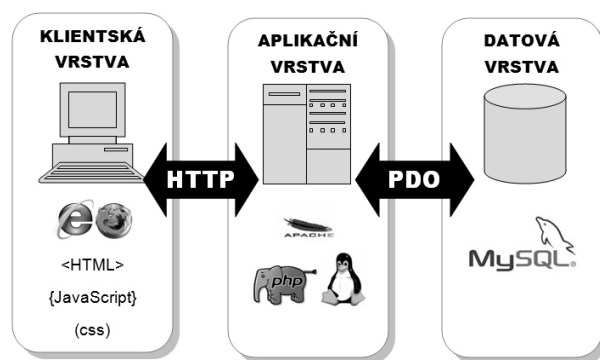 KLIENTSKÁ
VRSTVA
<HTML>
{JavaScript}
(css)
HTTP
APLIKAČNÍ
VRSTVA
APACHE
php
PDO
DATOVÁ
VRSTVA
MySQL®